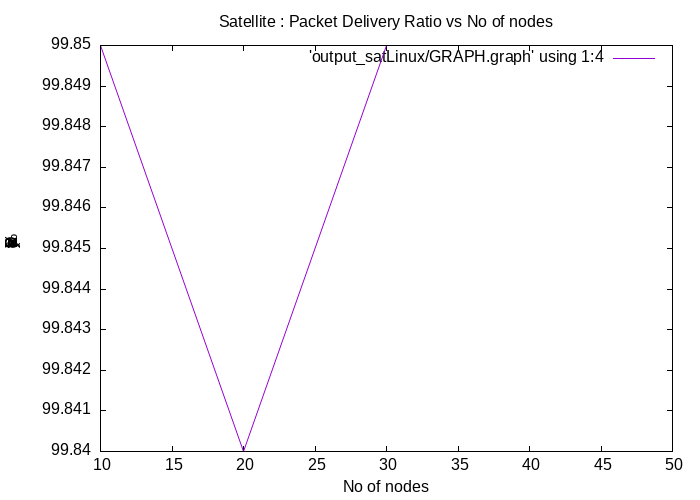 Satellite : Packet Delivery Ratio vs No of nodes
'output_satLinux/GRAPH.graph' using 1:4
99.85
99.849
99.848
99.847
99.846
99.845
99.844
99.843
99.842
99.841
99.84
10 15 20 25 30 35 40 45 50
No of nodes